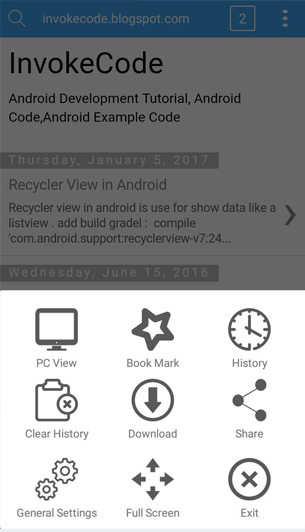 invokecode.blogspot.com
2
InvokeCode
Android Development Tutorial, Android
Code,Android Example Code
Thursday, January 5, 2017
Recycler View in Android
Recycler view in android is use for show data like a
listview . add build gradel : compile
'com.android.support:recyclerview-v7:24...
Wednesday, June 15, 2016
PC View
Book Mark
History
Clear History
Download
Share
General Settings
Full Screen
Exit